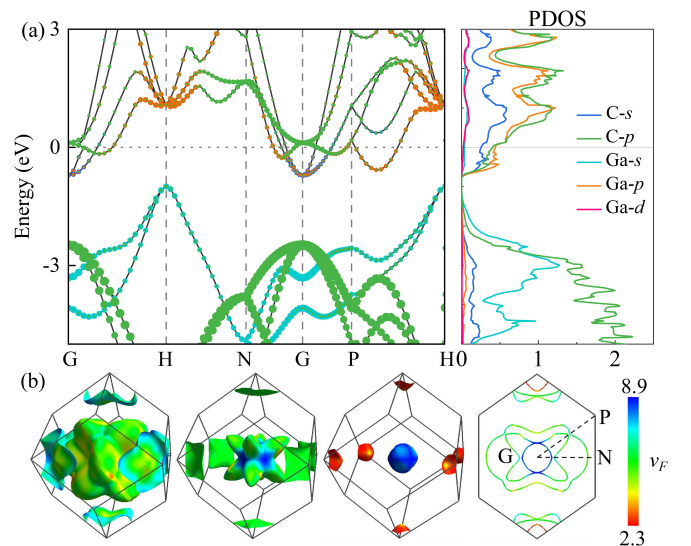 PDOS
(a)
3
0
-3
Energy (eV)
C-s
C-p
Ga-s
Ga-p
Ga-d
G
H
N
G
P
H
0
1
2
(b)
G
P
N
8.9
v_F
2.3